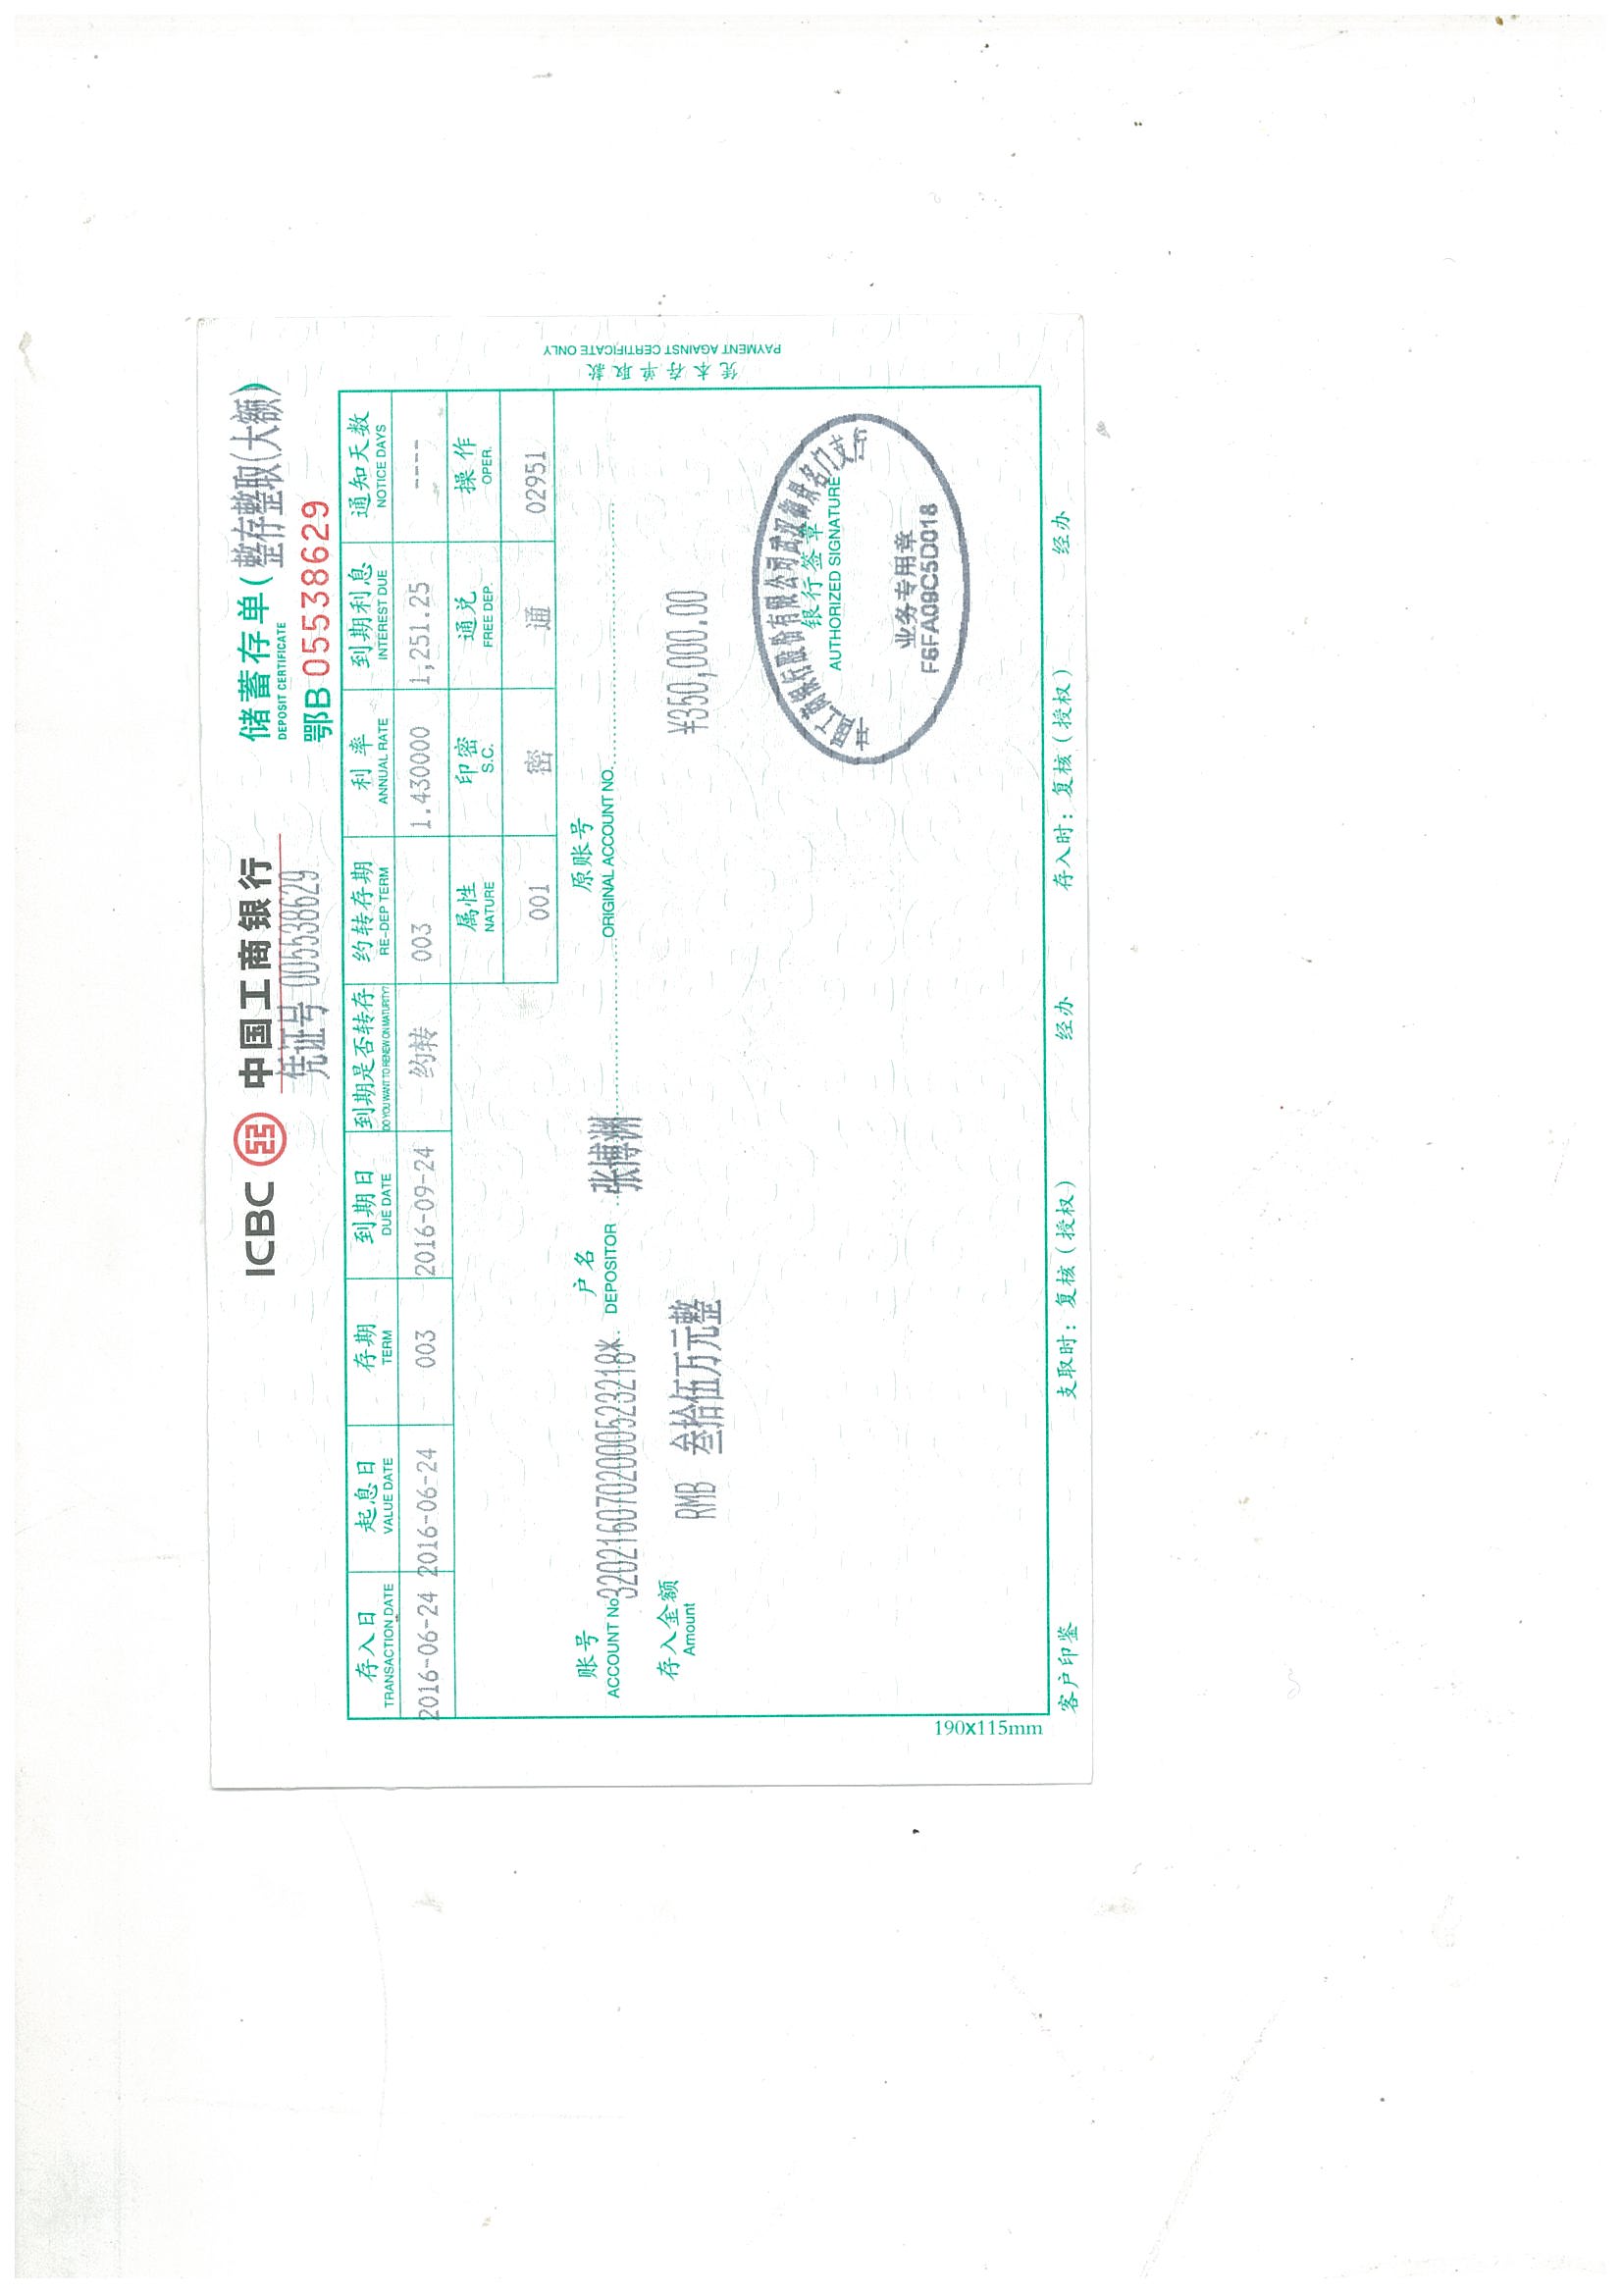 ICBC 中国工商银行
储蓄存单(整存整取(大额))
DEPOSIT CERTIFICATE
凭证号 005538629
鄂B 05538629
存入日 起息日 存期 到期日 到期是否转存 约转存期 利率 到期利息 通知天数
TRANSACTION DATE VALUE DATE TERM DUE DATE DO YOU WANT TO RENEW ON MATURITY? RE-DEP TERM ANNUAL RATE INTEREST DUE NOTICE DAYS
2016-06-24 2016-06-24 003 2016-09-24 约转 003 1.430000 1,251.25 ----
属性 印密 通兑 操作
NATURE S.C. FREE DEP. OPER.
001 密 通 02951
账号 户名 原账号
ACCOUNT No 3202160702000523218* DEPOSITOR 张博渊 ORIGINAL ACCOUNT NO.
存入金额
Amount RMB 叁拾伍万元整 ¥350,000.00
中国工商银行股份有限公司武汉御景名门支行
银行签章
AUTHORIZED SIGNATURE
业务专用章
F6FA09C5D018
凭本存单取款
PAYMENT AGAINST CERTIFICATE ONLY
190X115mm
客户印鉴 支取时:复核(授权) 经办 存入时:复核(授权) 经办